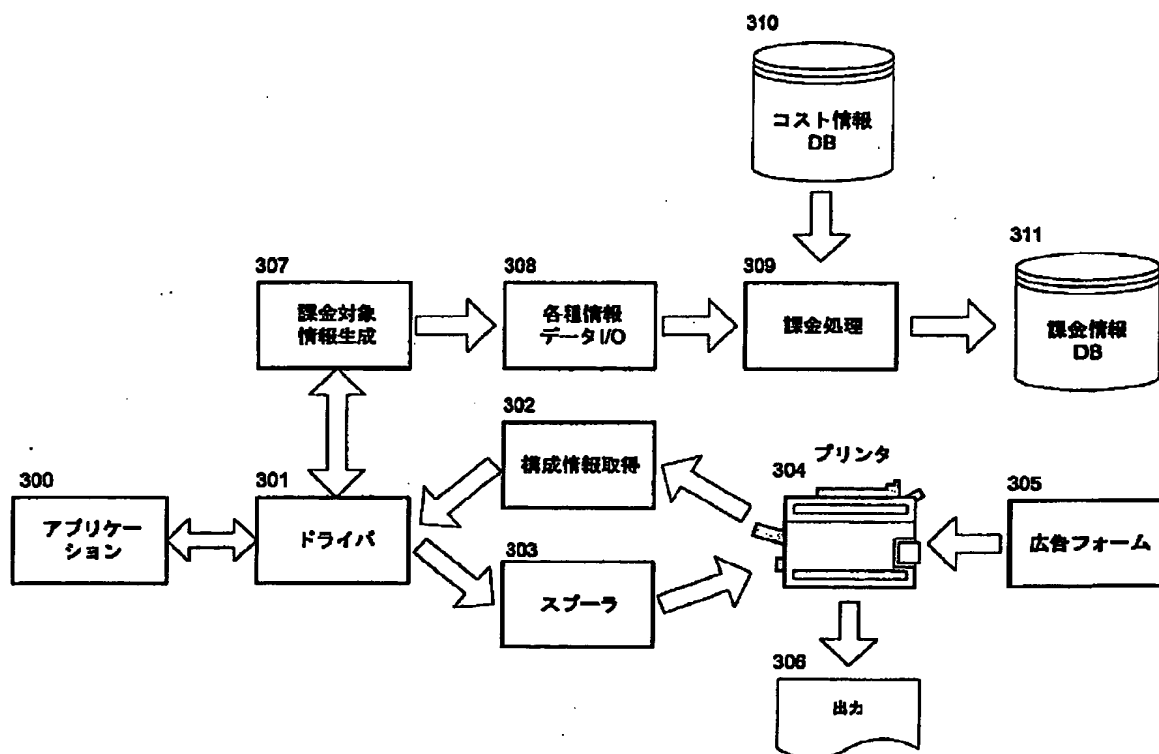 310
コスト情報
DB
311
課金情報
DB
307
課金対象
情報生成
308
各種情報
データI/O
309
課金処理
302
構成情報取得
300
アプリケー
ション
301
ドライバ
303
スプーラ
プリンタ
304
305
広告フォーム
306
出力